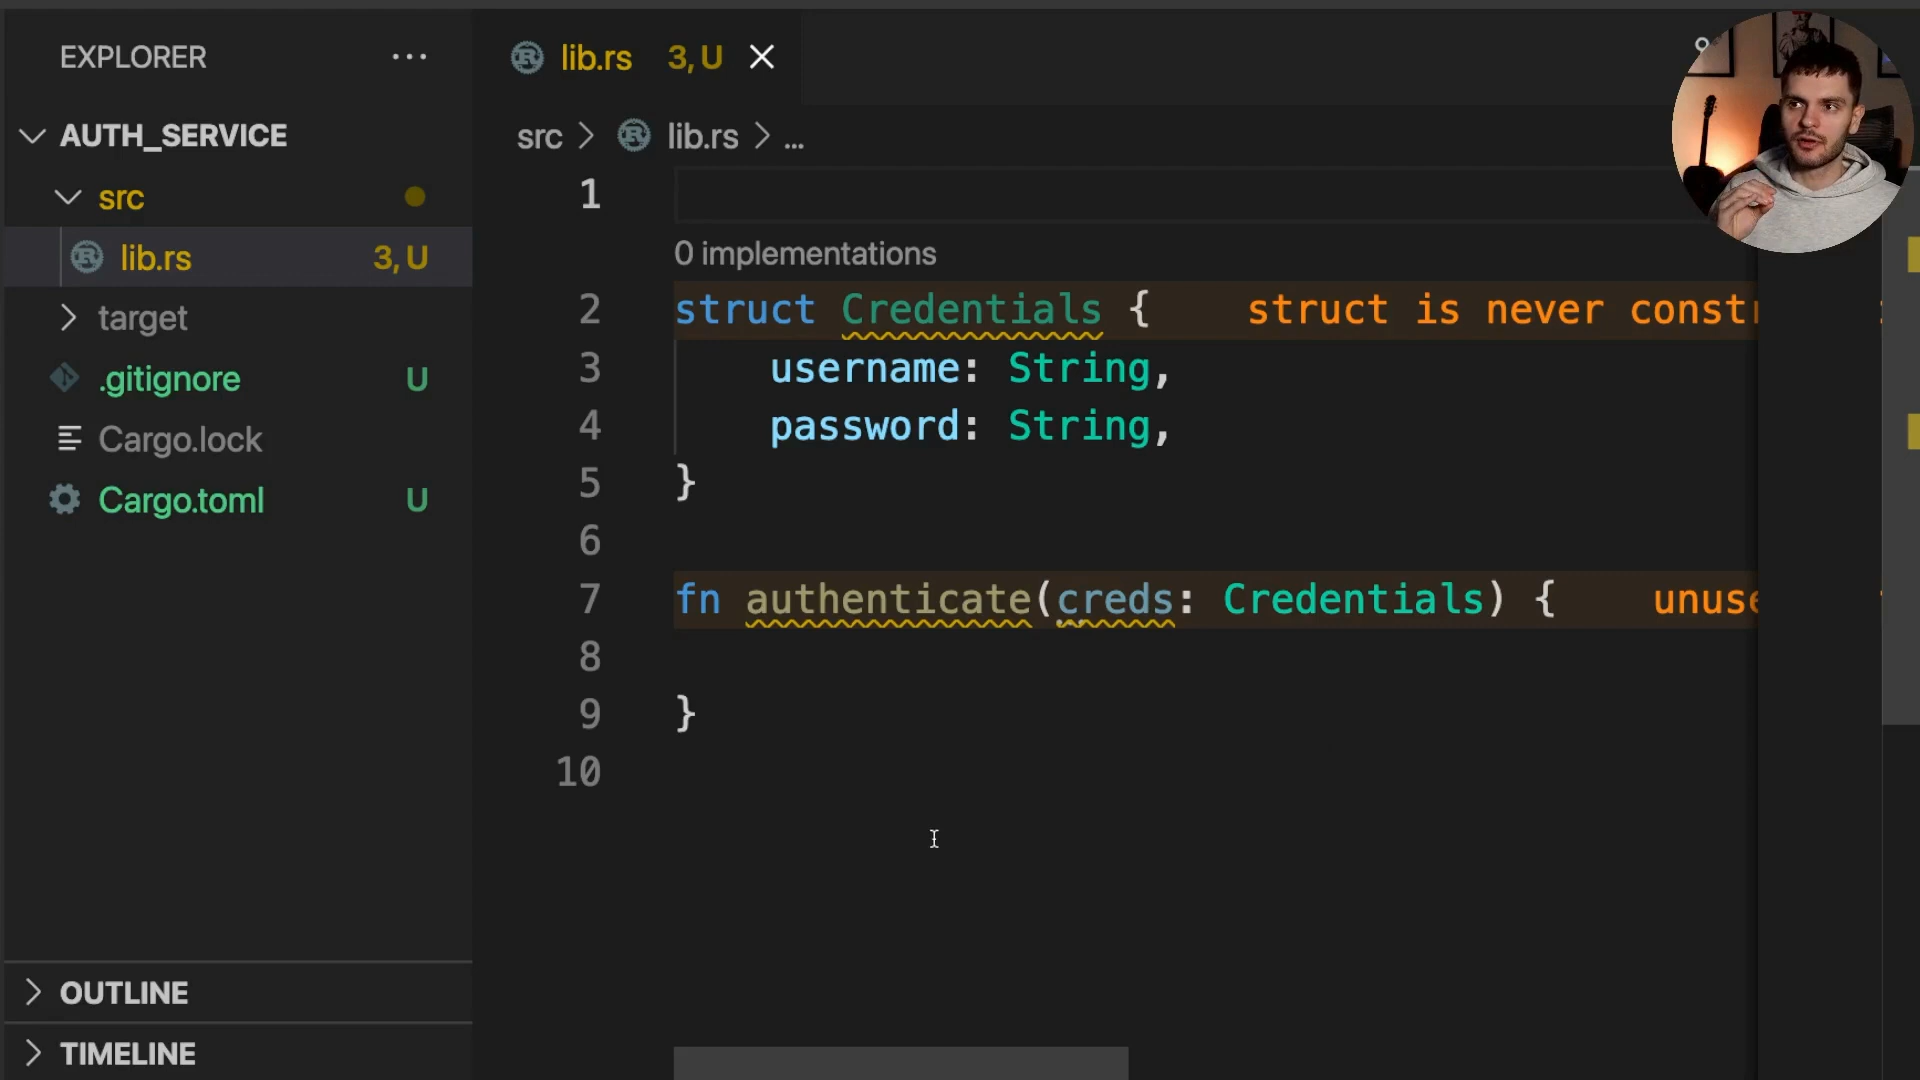 EXPLORER ...
AUTH_SERVICE
src
lib.rs 3, U
target
.gitignore U
Cargo.lock
Cargo.toml U
OUTLINE
TIMELINE
lib.rs 3, U
src > lib.rs > ...
1
0 implementations
2 struct Credentials { struct is never
3 username: String,
4 password: String,
5 }
6
7 fn authenticate(creds: Credentials) {
8
9 }
10